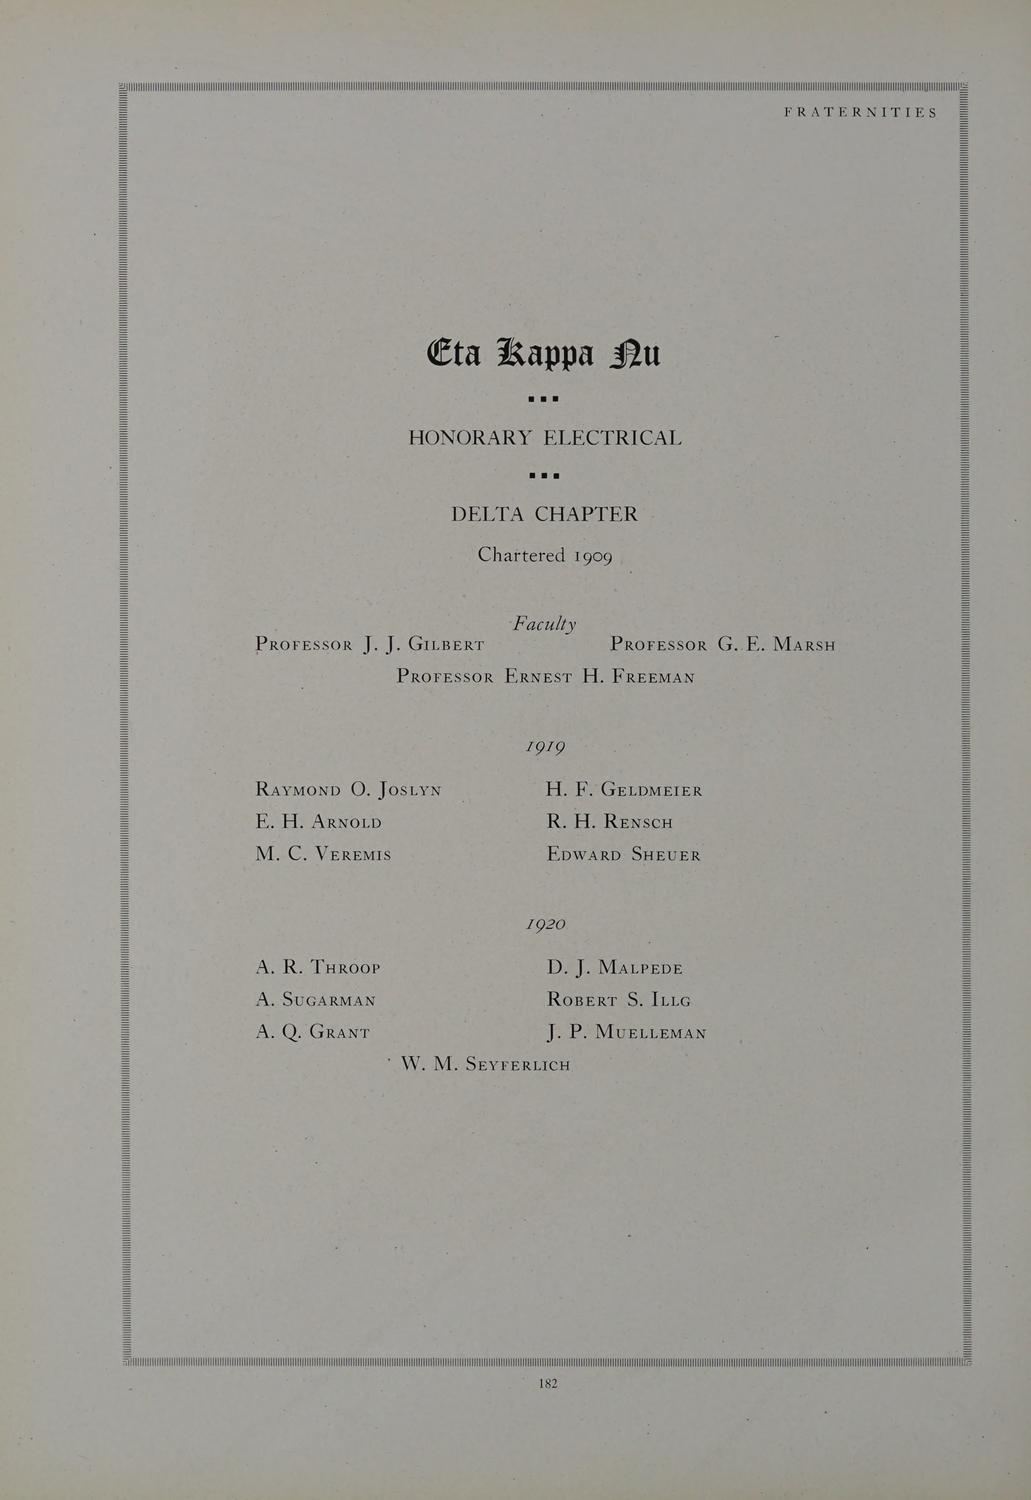 FRATERNITIES
Eta Kappa Nu
HONORARY ELECTRICAL
DELTA CHAPTER
Chartered 1909
Faculty
PROFESSOR J. J. GILBERT PROFESSOR G. E. MARSH
PROFESSOR ERNEST H. FREEMAN
1919
RAYMOND O. JOSLYN H. F. GELDMEIER
E. H. ARNOLD R. H. RENSCH
M. C. VEREMIS EDWARD SHEUER
1920
A. R. THROOP D. J. MALPEDE
A. SUGARMAN ROBERT S. ILLG
A. Q. GRANT J. P. MUELLEMAN
W. M. SEYFERLICH
182